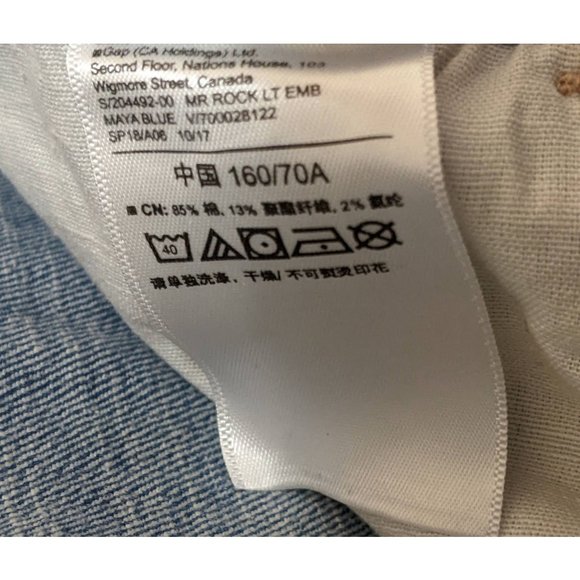 Gap (CA Holdings) Ltd.
Second Floor, Nations House, 103
Wigmore Street, Canada
S/204492-00 MR ROCK LT EMB
MAYA BLUE V/700028122
SP18/A06 10/17
中国 160/70A
CN: 85% 棉, 13% 聚酯纤维, 2% 氨纶
40
请单独洗涤, 干燥/ 不可熨烫印花